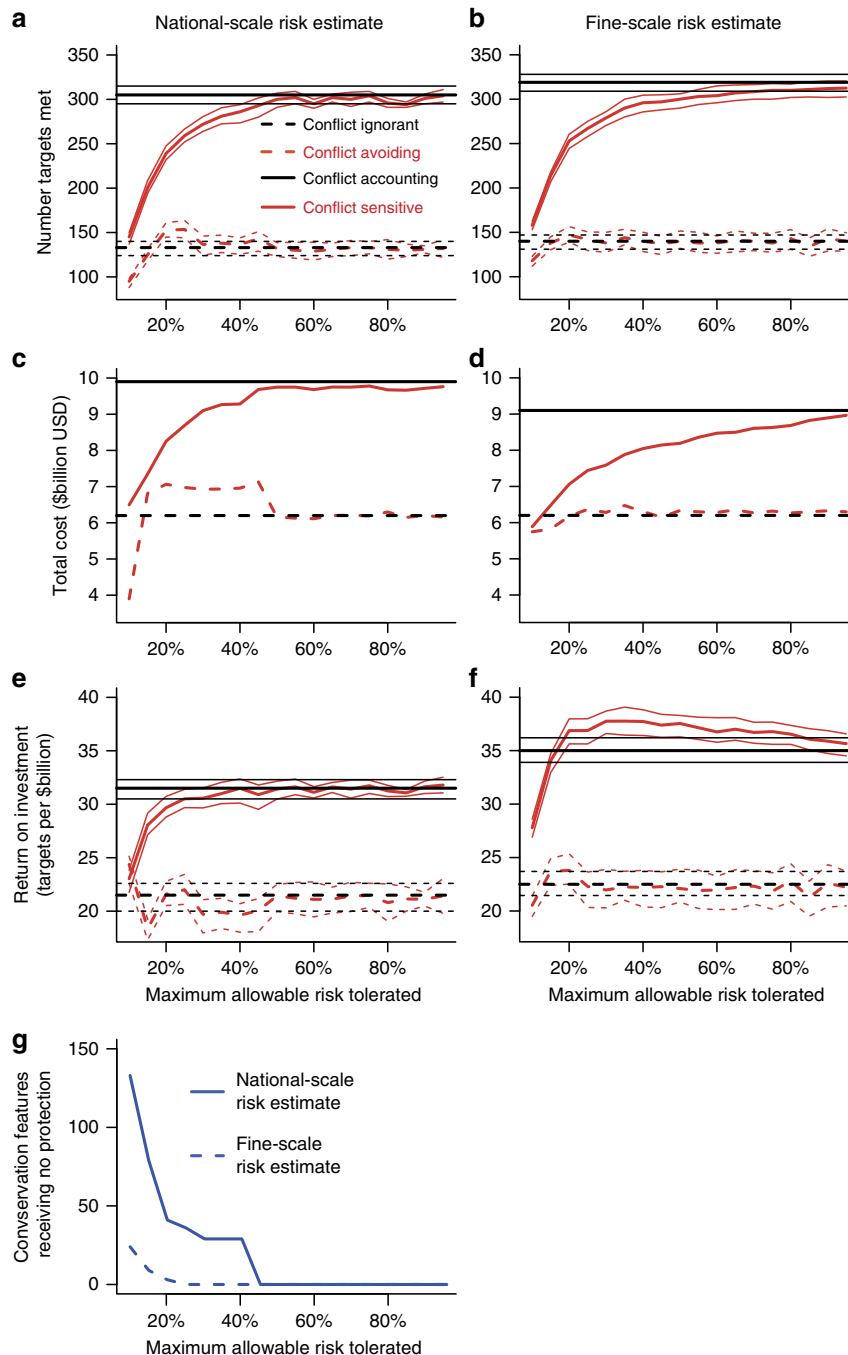 a
National-scale risk estimate
b
Fine-scale risk estimate
Number targets met
350
300
250
200
150
100
Conflict ignorant
Conflict avoiding
Conflict accounting
Conflict sensitive
20%
40%
60%
80%
350
300
250
200
150
100
20%
40%
60%
80%
c
Total cost ($billion USD)
10
9
8
7
6
5
4
20%
40%
60%
80%
d
10
9
8
7
6
5
4
20%
40%
60%
80%
e
Return on investment
(targets per $billion)
40
35
30
25
20
20%
40%
60%
80%
Maximum allowable risk tolerated
f
40
35
30
25
20
20%
40%
60%
80%
Maximum allowable risk tolerated
g
Convservation features
receiving no protection
150
100
50
0
National-scale
risk estimate
Fine-scale
risk estimate
20%
40%
60%
80%
Maximum allowable risk tolerated